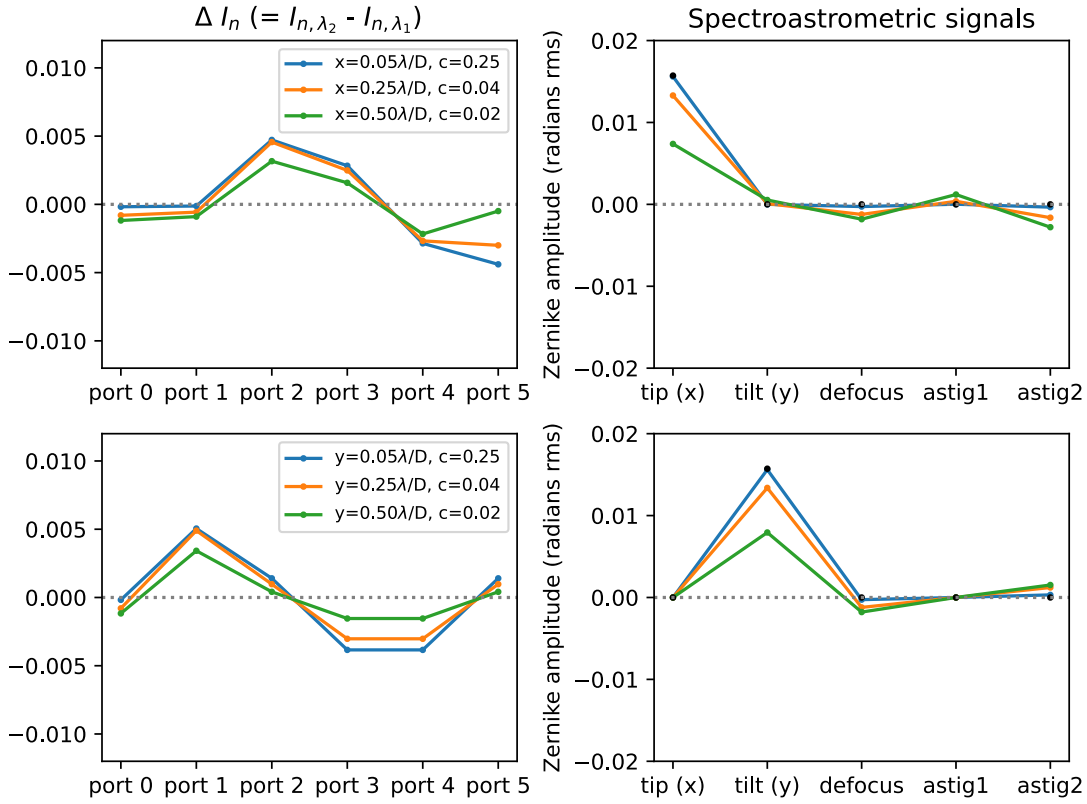 Δ Iₙ (= Iₙ,λ₂ - Iₙ,λ₁)
Spectroastrometric signals
0.010
0.005
0.000
−0.005
−0.010
x=0.05λ/D, c=0.25
x=0.25λ/D, c=0.04
x=0.50λ/D, c=0.02
port 0 port 1 port 2 port 3 port 4 port 5
Zernike amplitude (radians rms)
0.02
0.01
0.00
−0.01
−0.02
tip (x) tilt (y) defocus astig1 astig2
0.010
0.005
0.000
−0.005
−0.010
y=0.05λ/D, c=0.25
y=0.25λ/D, c=0.04
y=0.50λ/D, c=0.02
port 0 port 1 port 2 port 3 port 4 port 5
Zernike amplitude (radians rms)
0.02
0.01
0.00
−0.01
−0.02
tip (x) tilt (y) defocus astig1 astig2